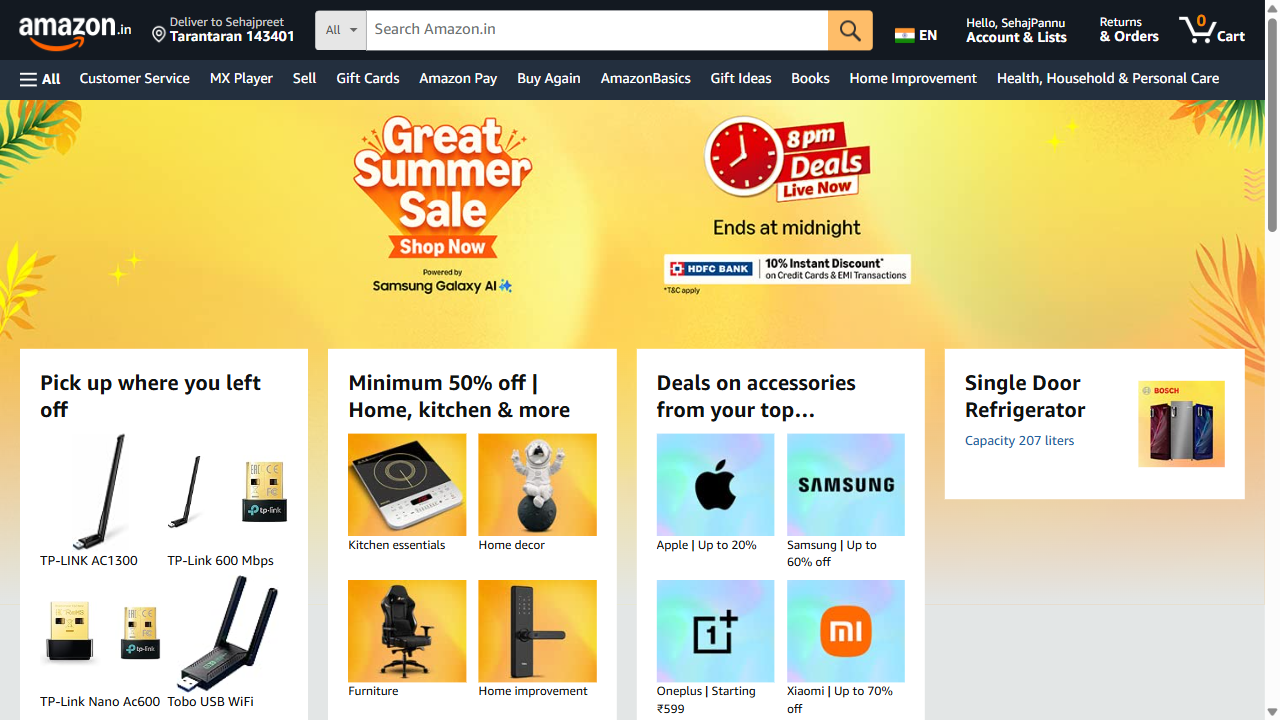 amazon.in
Deliver to Sehajpreet
Tarantaran 143401
All
Search Amazon.in
EN
Hello, SehajPannu
Account & Lists
Returns
& Orders
0
Cart
All
Customer Service
MX Player
Sell
Gift Cards
Amazon Pay
Buy Again
AmazonBasics
Gift Ideas
Books
Home Improvement
Health, Household & Personal Care
Great
Summer
Sale
Shop Now
Powered by
Samsung Galaxy AI
8pm
Deals
Live Now
Ends at midnight
HDFC BANK
10% Instant Discount*
on Credit Cards & EMI Transactions
*T&C apply
Pick up where you left
off
tp-link
TP-LINK AC1300
TP-Link 600 Mbps
tp-link
TP-Link Nano Ac600
Tobo USB WiFi
Minimum 50% off |
Home, kitchen & more
Kitchen essentials
Home decor
Furniture
Home improvement
Deals on accessories
from your top...
SAMSUNG
Apple | Up to 20%
Samsung | Up to
60% off
1+
MI
Oneplus | Starting
₹599
Xiaomi | Up to 70%
off
Single Door
Refrigerator
Capacity 207 liters
BOSCH